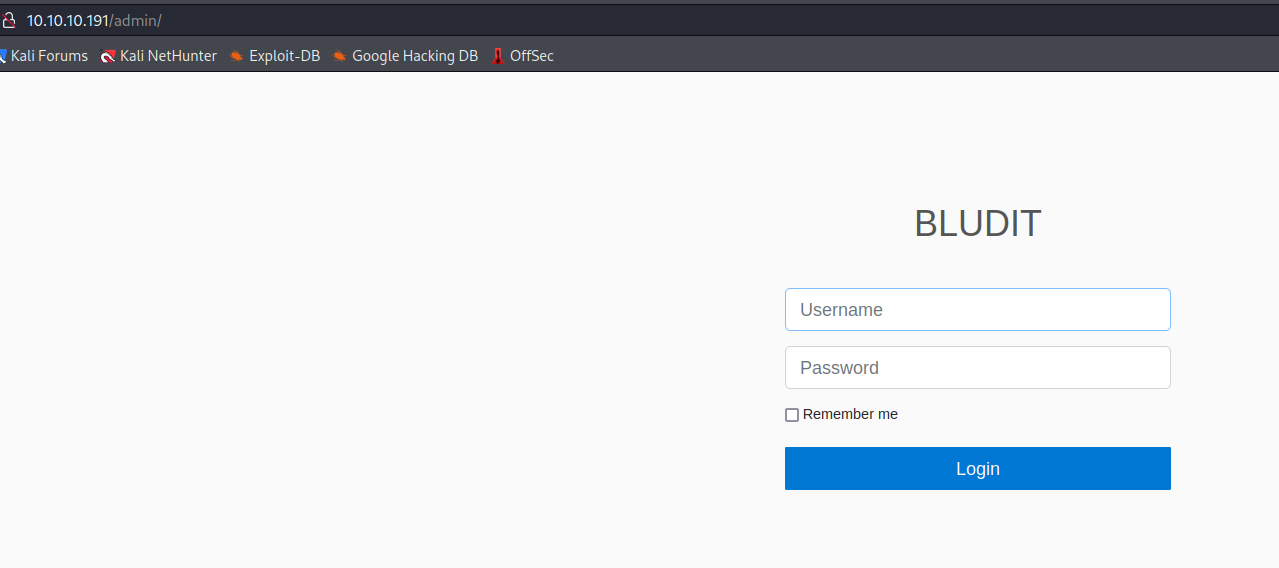 10.10.10.191/admin/
Kali Forums Kali NetHunter Exploit-DB Google Hacking DB OffSec
BLUDIT
Username
Password
Remember me
Login